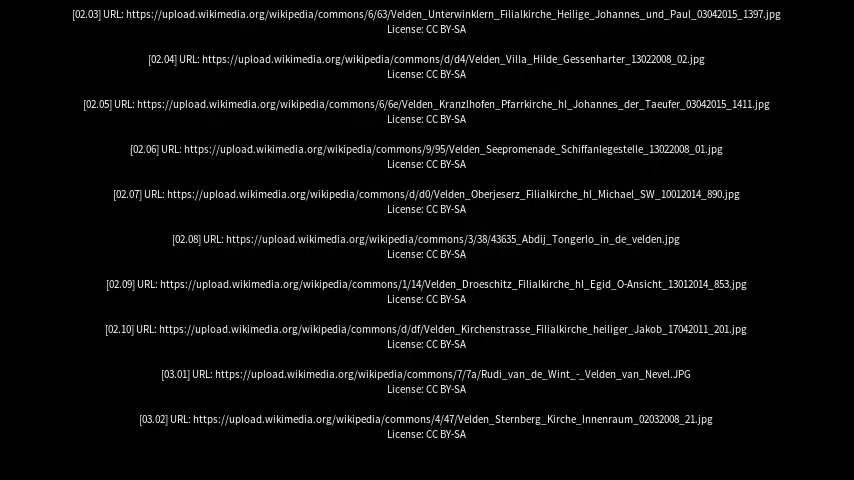 [02.03] URL: https://upload.wikimedia.org/wikipedia/commons/6/63/Velden_Unterwinklern_Filialkirche_Heilige_Johannes_und_Paul_03042015_1397.jpg
License: CC BY-SA
[02.04] URL: https://upload.wikimedia.org/wikipedia/commons/d/d4/Velden_Villa_Hilde_Gessenharter_13022008_02.jpg
License: CC BY-SA
[02.05] URL: https://upload.wikimedia.org/wikipedia/commons/6/6e/Velden_Kranzlhofen_Pfarrkirche_hl_Johannes_der_Taeufer_03042015_1411.jpg
License: CC BY-SA
[02.06] URL: https://upload.wikimedia.org/wikipedia/commons/9/95/Velden_Seepromenade_Schiffanlegestelle_13022008_01.jpg
License: CC BY-SA
[02.07] URL: https://upload.wikimedia.org/wikipedia/commons/d/d0/Velden_Oberjeserz_Filialkirche_hl_Michael_SW_10012014_890.jpg
License: CC BY-SA
[02.08] URL: https://upload.wikimedia.org/wikipedia/commons/3/38/43635_Abdij_Tongerlo_in_de_velden.jpg
License: CC BY-SA
[02.09] URL: https://upload.wikimedia.org/wikipedia/commons/1/14/Velden_Droeschitz_Filialkirche_hl_Egid_O-Ansicht_13012014_853.jpg
License: CC BY-SA
[02.10] URL: https://upload.wikimedia.org/wikipedia/commons/d/df/Velden_Kirchenstrasse_Filialkirche_heiliger_Jakob_17042011_201.jpg
License: CC BY-SA
[03.01] URL: https://upload.wikimedia.org/wikipedia/commons/7/7a/Rudi_van_de_Wint_-_Velden_van_Nevel.JPG
License: CC BY-SA
[03.02] URL: https://upload.wikimedia.org/wikipedia/commons/4/47/Velden_Sternberg_Kirche_Innenraum_02032008_21.jpg
License: CC BY-SA